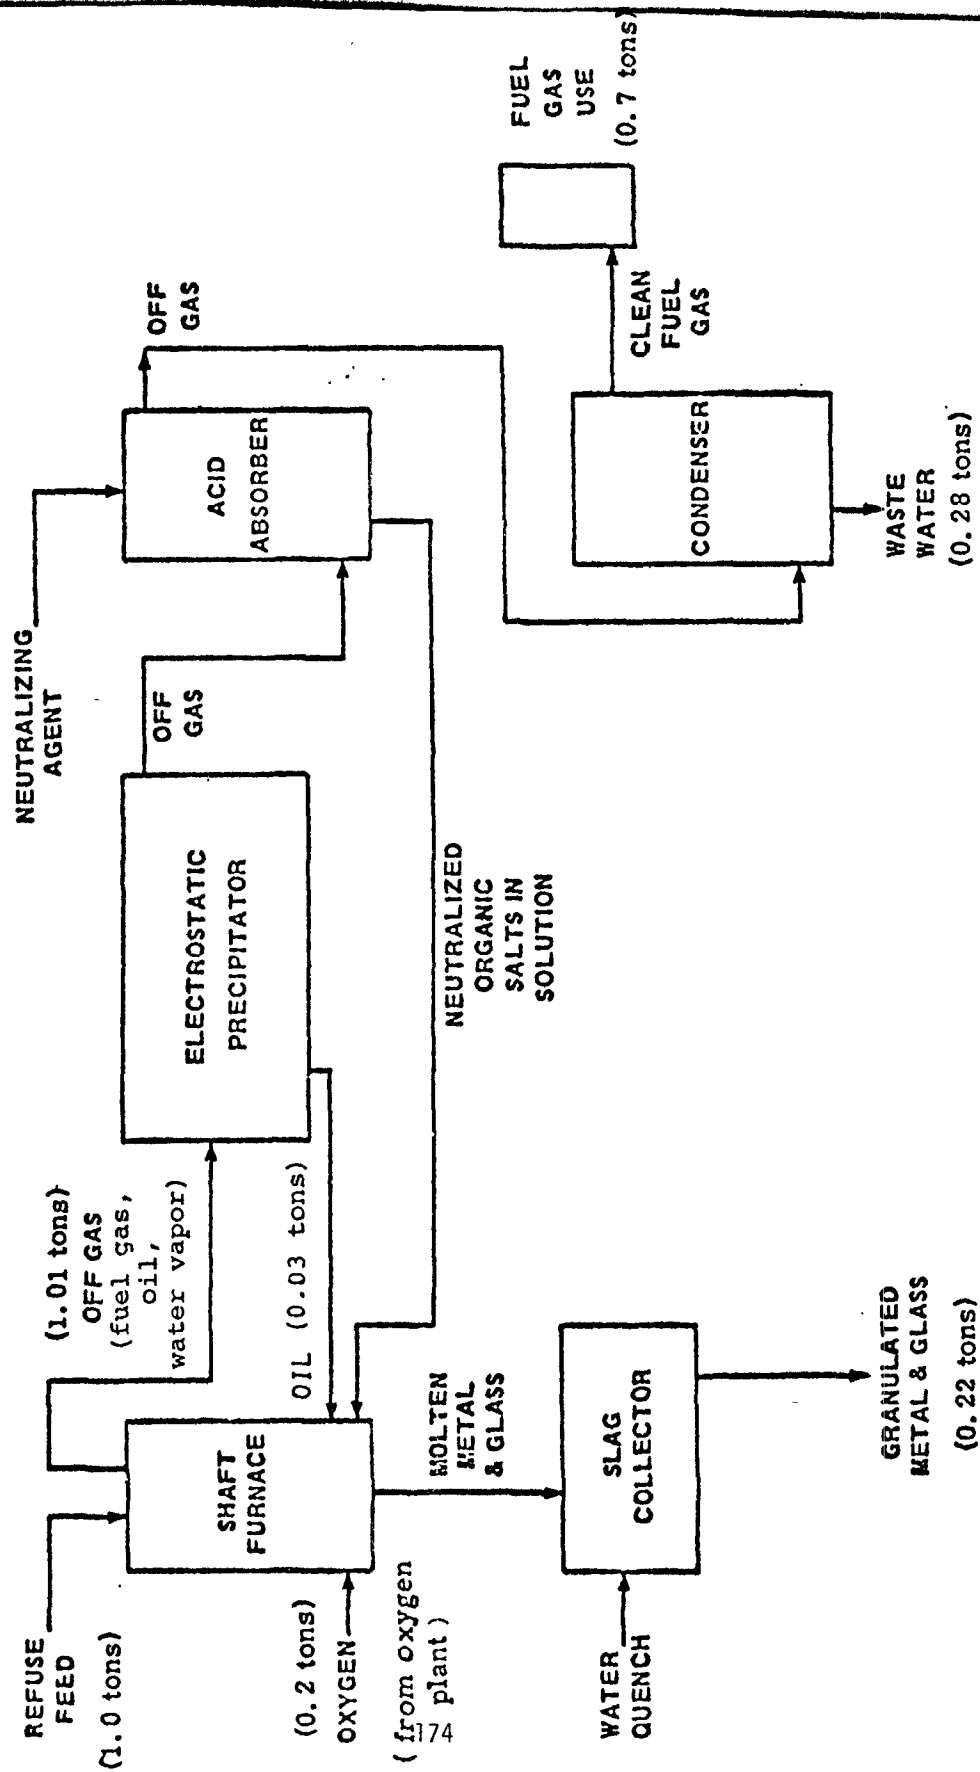 REFUSE
FEED
(1.0 tons)
(0.2 tons)
OXYGEN
(from oxygen
plant)
174
WATER
QUENCH
SHAFT
FURNACE
(1.01 tons)
OFF GAS
(fuel gas,
oil,
water vapor)
OIL (0.03 tons)
MOLTEN
METAL
& GLASS
SLAG
COLLECTOR
GRANULATED
METAL & GLASS
(0.22 tons)
ELECTROSTATIC
PRECIPITATOR
NEUTRALIZED
ORGANIC
SALTS IN
SOLUTION
NEUTRALIZING
AGENT
OFF
GAS
ACID
ABSORBER
OFF
GAS
CONDENSER
WASTE
WATER
(0.28 tons)
CLEAN
FUEL
GAS
FUEL
GAS
USE
(0.7 tons)